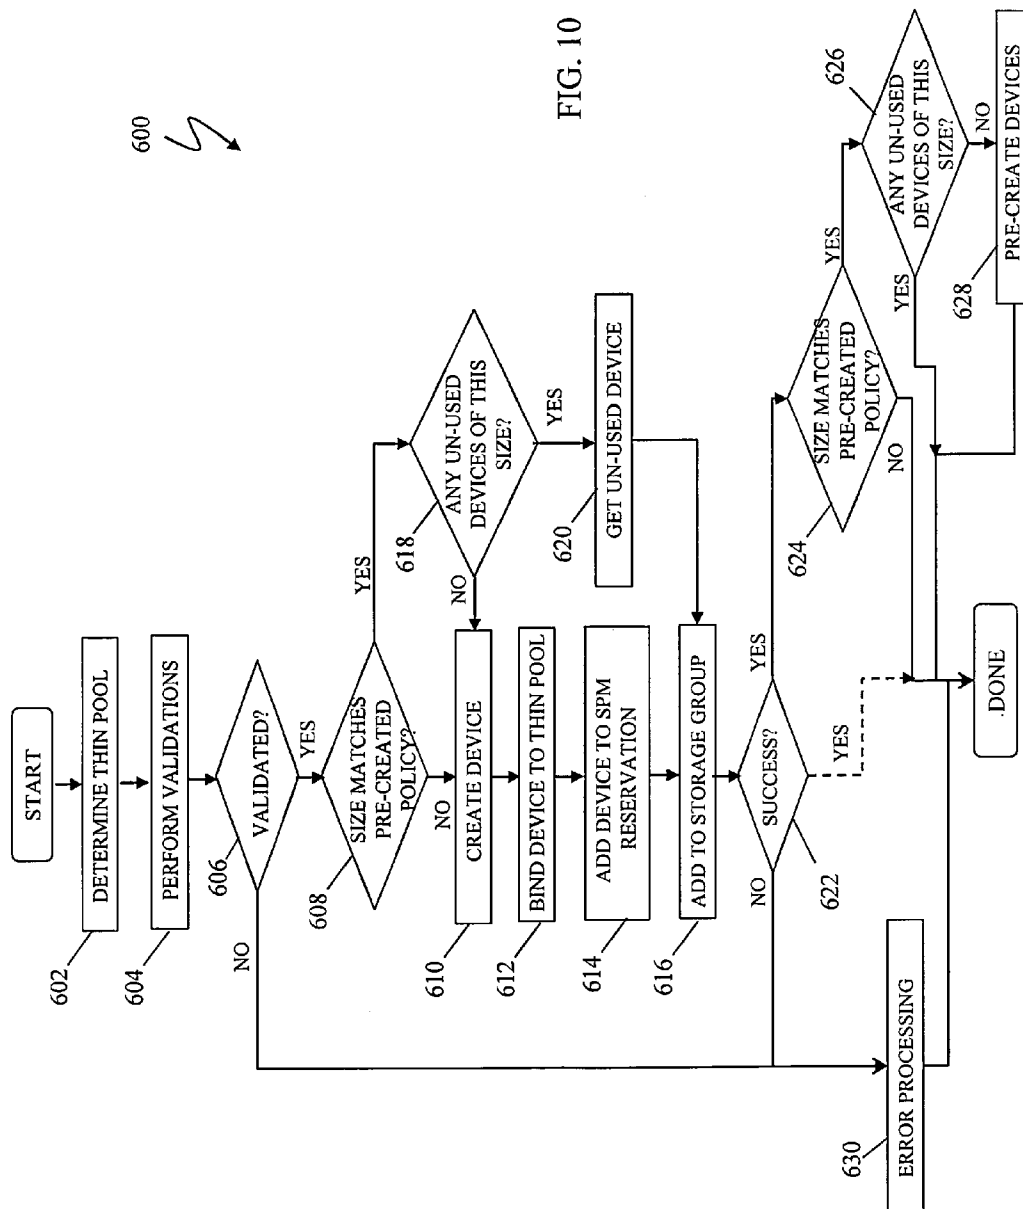 600
FIG. 10
START
DETERMINE THIN POOL
602
PERFORM VALIDATIONS
604
VALIDATED?
606
NO
YES
SIZE MATCHES
PRE-CREATED
POLICY?
608
YES
NO
ANY UN-USED
DEVICES OF THIS
SIZE?
618
NO
YES
CREATE DEVICE
610
GET UN-USED DEVICE
620
BIND DEVICE TO THIN POOL
612
ADD DEVICE TO SPM
RESERVATION
614
ADD TO STORAGE GROUP
616
SUCCESS?
622
NO
YES
YES
SIZE MATCHES
PRE-CREATED
POLICY?
624
YES
NO
ANY UN-USED
DEVICES OF THIS
SIZE?
626
YES
NO
PRE-CREATE DEVICES
628
ERROR PROCESSING
630
.DONE